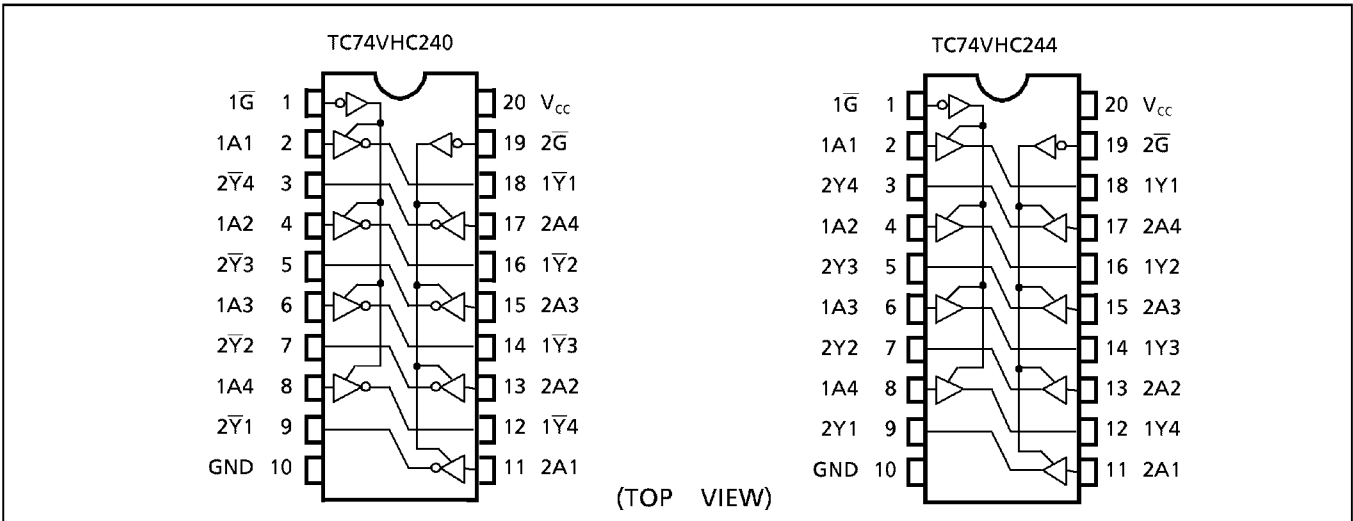 TC74VHC240
1G̅ 1
1A1 2
2Y̅4 3
1A2 4
2Y̅3 5
1A3 6
2Y̅2 7
1A4 8
2Y̅1 9
GND 10
20 Vcc
19 2G̅
18 1Y̅1
17 2A4
16 1Y̅2
15 2A3
14 1Y̅3
13 2A2
12 1Y̅4
11 2A1
TC74VHC244
1G̅ 1
1A1 2
2Y4 3
1A2 4
2Y3 5
1A3 6
2Y2 7
1A4 8
2Y1 9
GND 10
20 Vcc
19 2G̅
18 1Y1
17 2A4
16 1Y2
15 2A3
14 1Y3
13 2A2
12 1Y4
11 2A1
(TOP VIEW)